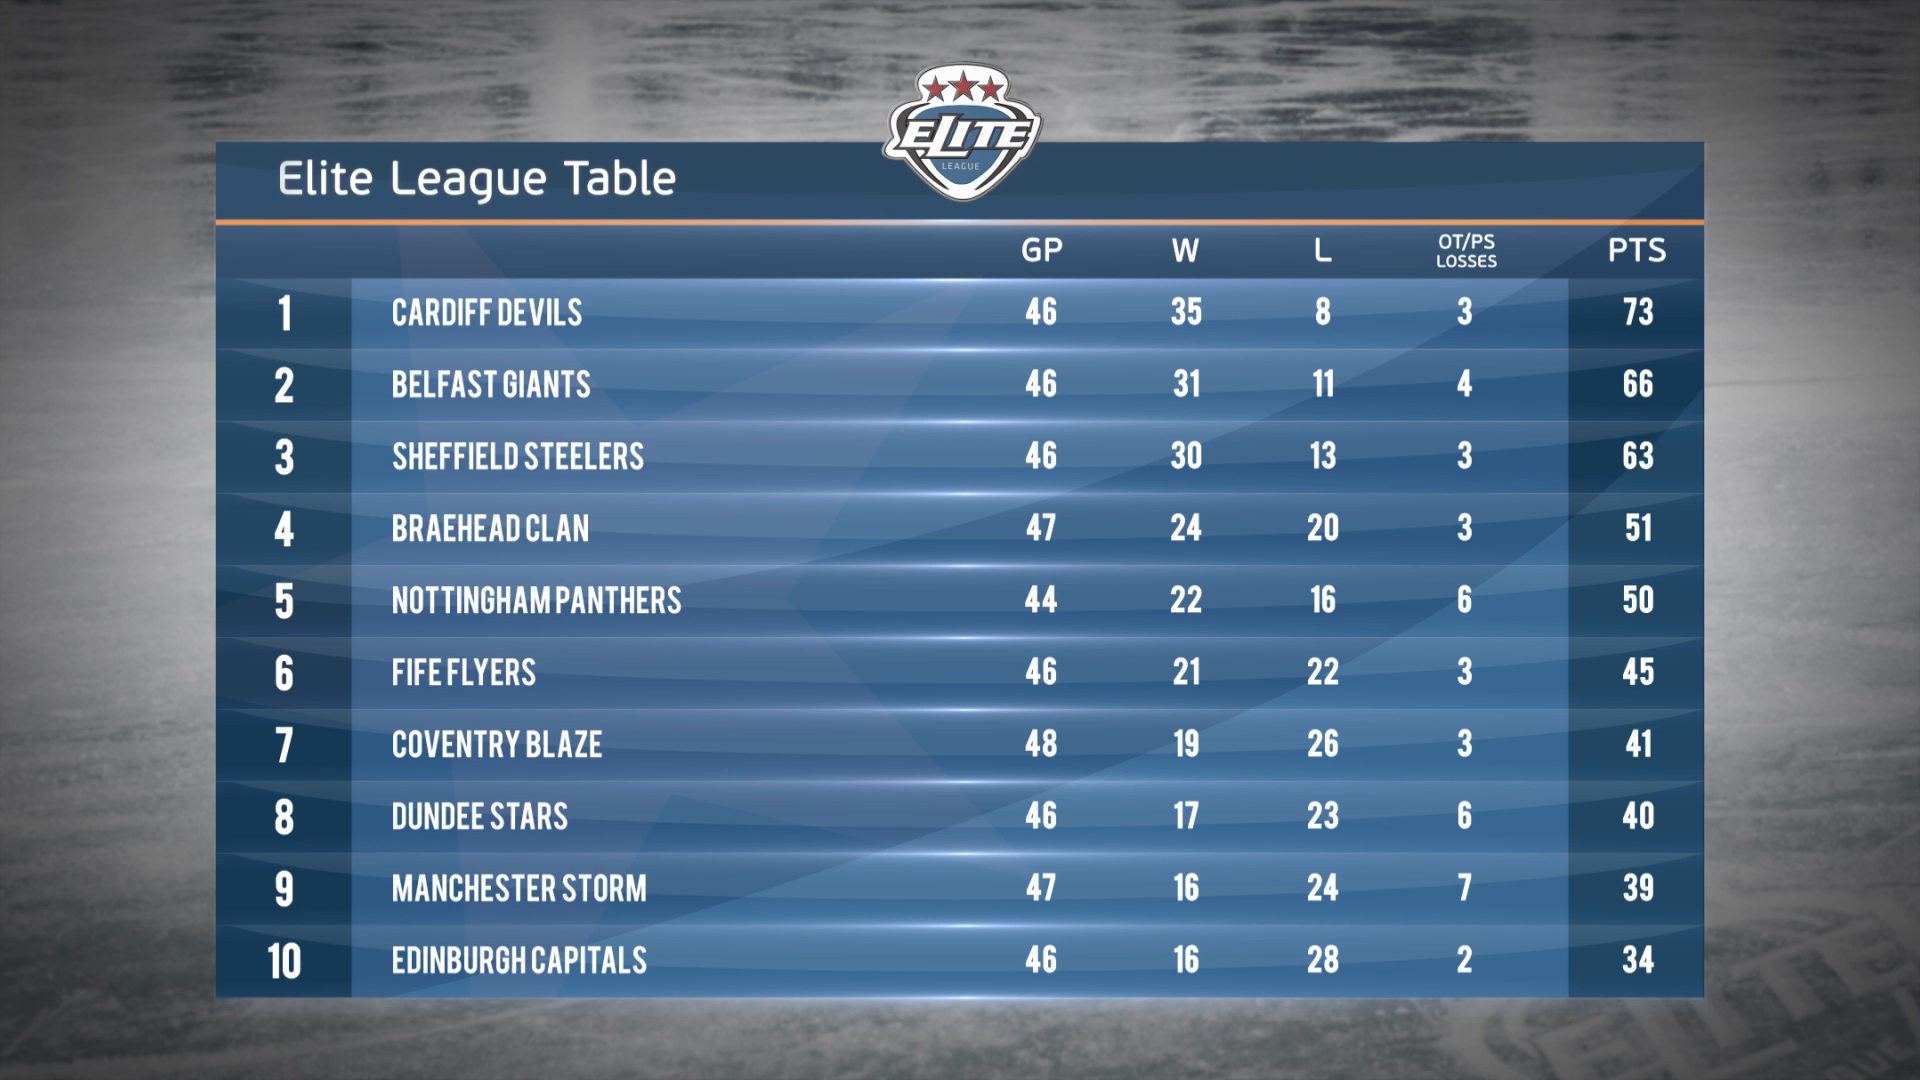 ELITE
LEAGUE
Elite League Table
GP W L OT/PS LOSSES PTS
1 CARDIFF DEVILS 46 35 8 3 73
2 BELFAST GIANTS 46 31 11 4 66
3 SHEFFIELD STEELERS 46 30 13 3 63
4 BRAEHEAD CLAN 47 24 20 3 51
5 NOTTINGHAM PANTHERS 44 22 16 6 50
6 FIFE FLYERS 46 21 22 3 45
7 COVENTRY BLAZE 48 19 26 3 41
8 DUNDEE STARS 46 17 23 6 40
9 MANCHESTER STORM 47 16 24 7 39
10 EDINBURGH CAPITALS 46 16 28 2 34